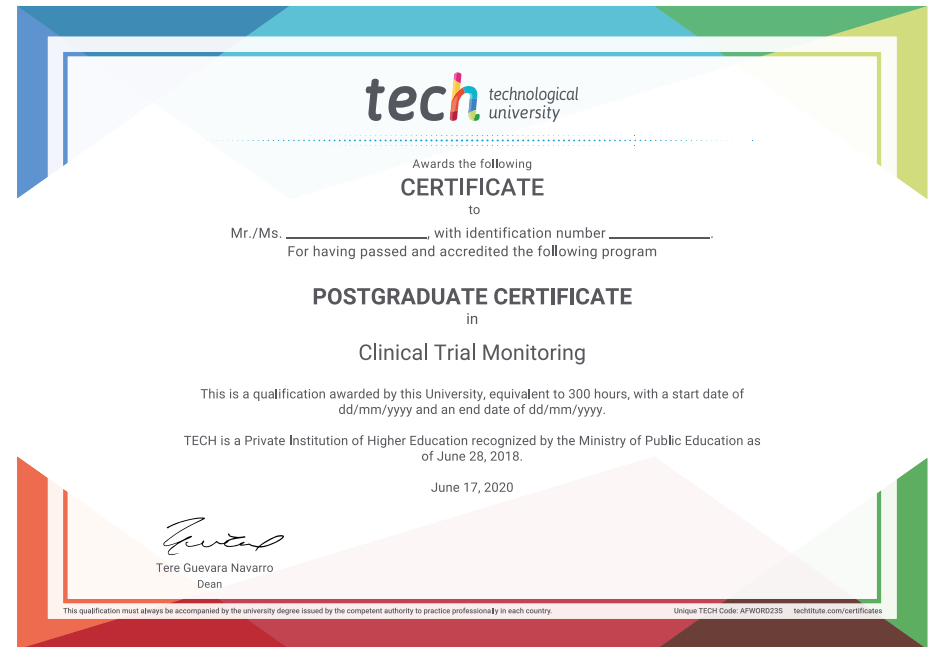 tech technological
university
Awards the following
CERTIFICATE
to
Mr./Ms. ____________________, with identification number ______________.
For having passed and accredited the following program
POSTGRADUATE CERTIFICATE
in
Clinical Trial Monitoring
This is a qualification awarded by this University, equivalent to 300 hours, with a start date of
dd/mm/yyyy and an end date of dd/mm/yyyy.
TECH is a Private Institution of Higher Education recognized by the Ministry of Public Education as
of June 28, 2018.
June 17, 2020
Tere Guevara Navarro
Dean
This qualification must always be accompanied by the university degree issued by the competent authority to practice professionally in each country. Unique TECH Code: AFWORD23S techtitute.com/certificates